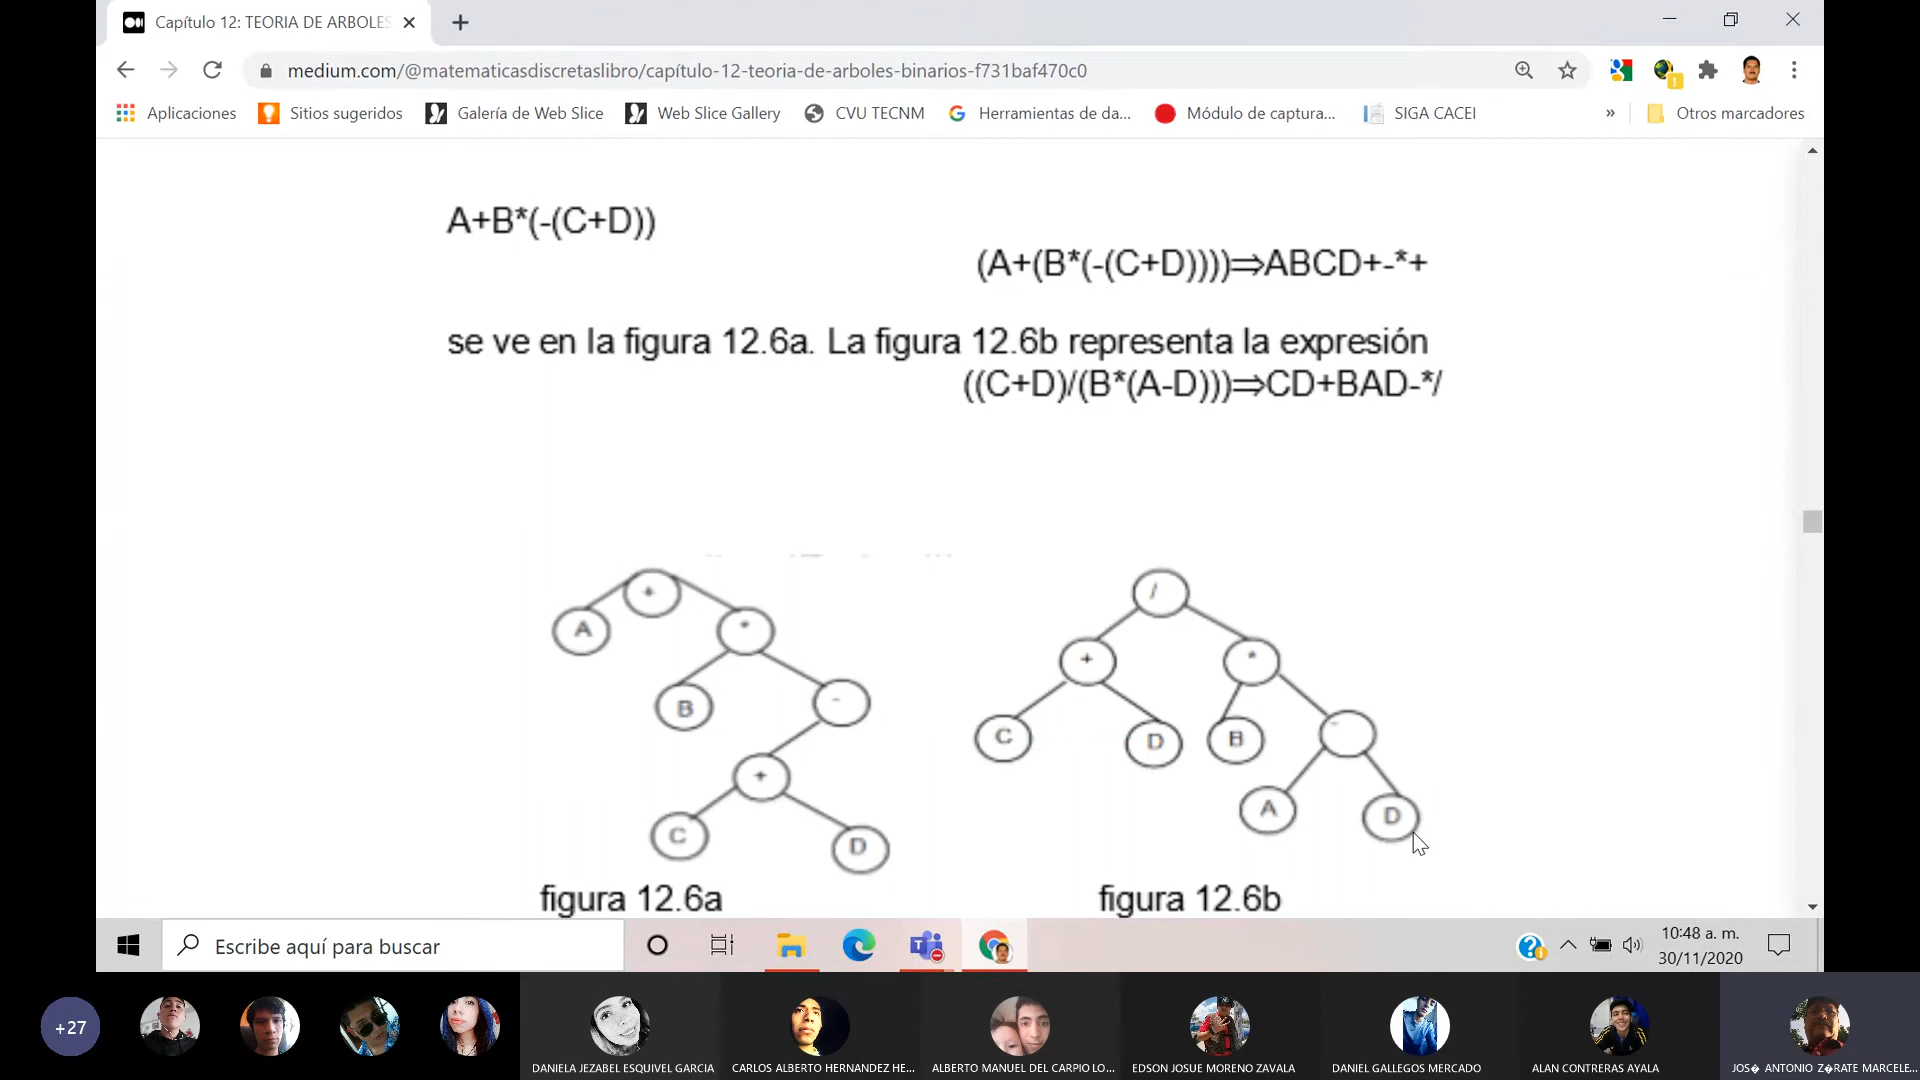 Capítulo 12: TEORIA DE ARBOLES
medium.com/@matematicasdiscretaslibro/capítulo-12-teoria-de-arboles-binarios-f731baf470c0
Aplicaciones
Sitios sugeridos
Galería de Web Slice
Web Slice Gallery
CVU TECNM
Herramientas de da...
Módulo de captura...
SIGA CACEI
»
Otros marcadores
A+B*(-(C+D))
(A+(B*(-(C+D))))⇒ABCD+-*+
se ve en la figura 12.6a. La figura 12.6b representa la expresión
((C+D)/(B*(A-D)))⇒CD+BAD-*/
+
A
*
B
-
+
C
D
/
+
*
C
D
B
-
A
D
figura 12.6a
figura 12.6b
Escribe aquí para buscar
10:48 a. m.
30/11/2020
+27
DANIELA JEZABEL ESQUIVEL GARCIA
CARLOS ALBERTO HERNANDEZ HE...
ALBERTO MANUEL DEL CARPIO LO...
EDSON JOSUE MORENO ZAVALA
DANIEL GALLEGOS MERCADO
ALAN CONTRERAS AYALA
JOS� ANTONIO Z�RATE MARCELE...